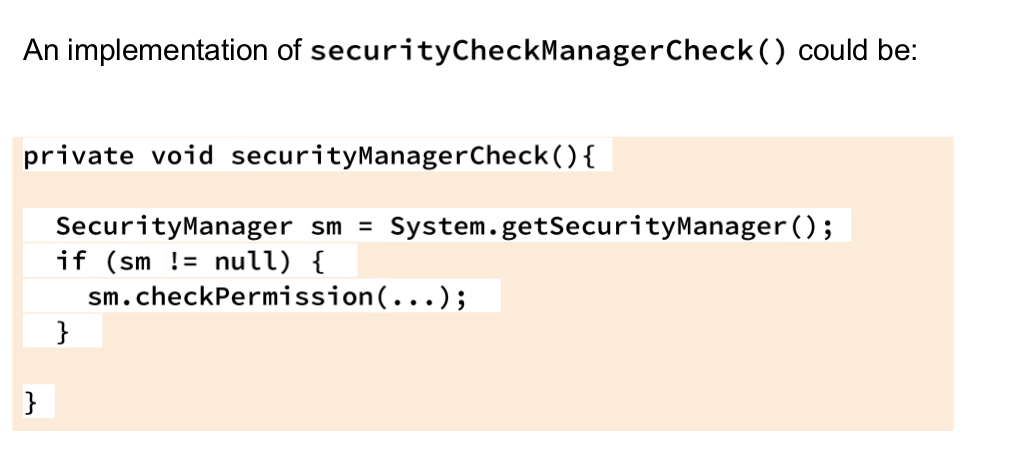 An implementation of securityCheckManagerCheck() could be:
private void securityManagerCheck(){
SecurityManager sm = System.getSecurityManager();
if (sm != null) {
sm.checkPermission(...);
}
}